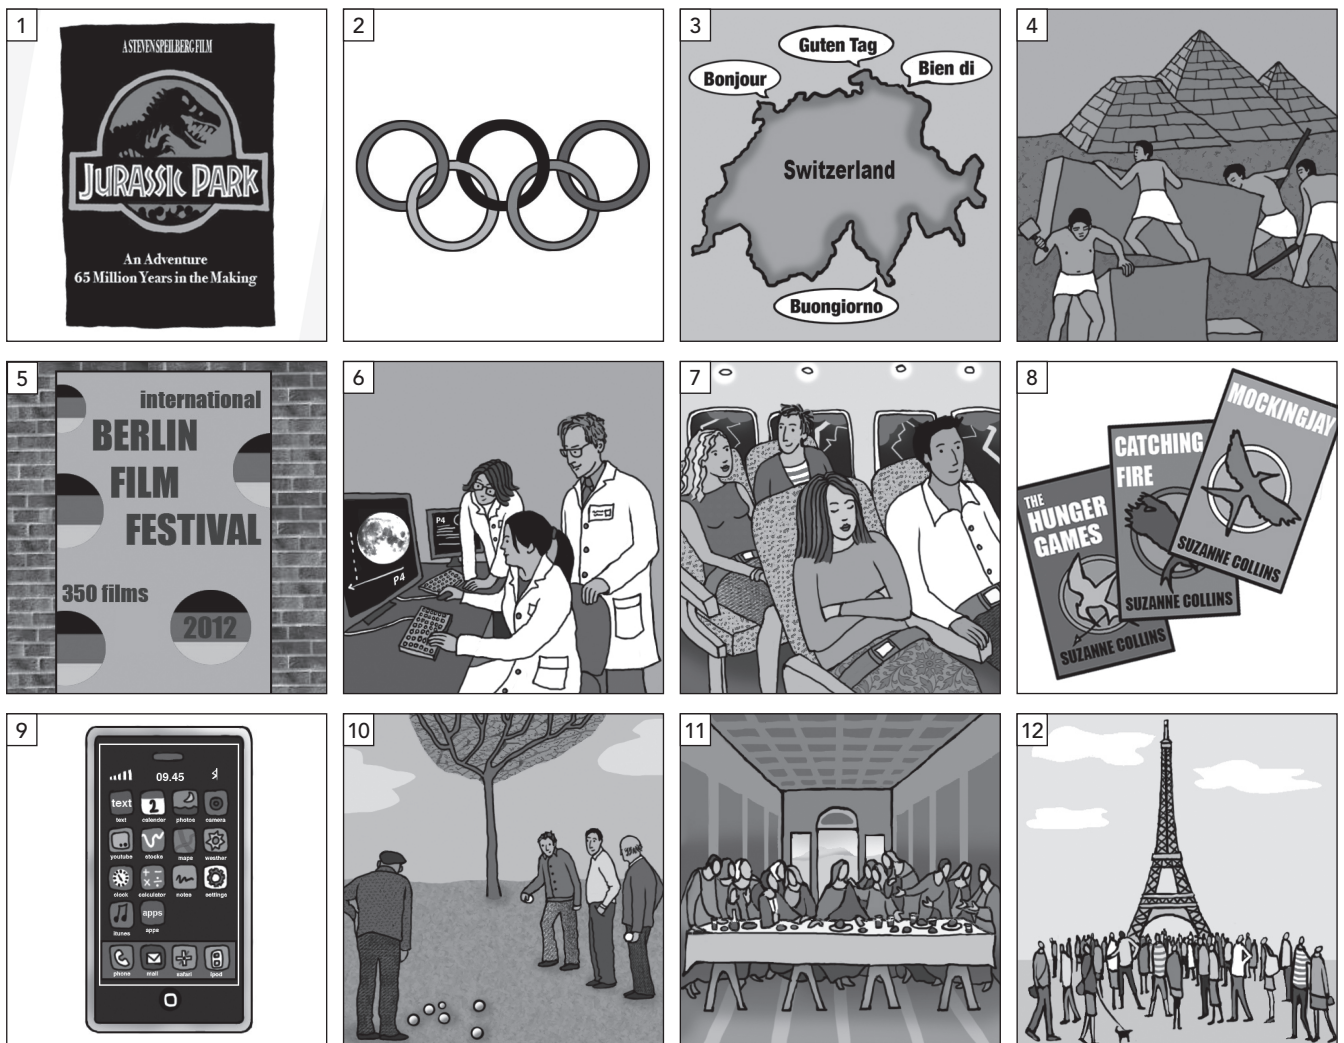 1
A STEVEN SPEILBERG FILM
JURASSIC PARK
An Adventure
65 Million Years in the Making
2
3
Guten Tag
Bonjour
Bien di
Switzerland
Buongiorno
4
5
international
BERLIN
FILM
FESTIVAL
350 films
2012
6
P4
P4
7
8
THE
HUNGER
GAMES
SUZANNE COLLINS
CATCHING
FIRE
SUZANNE COLLINS
MOCKINGJAY
SUZANNE COLLINS
9
09.45
text
2
text calender photos camera
youtube stocks maps weather
clock calculator notes settings
apps
itunes apps
phone mail safari ipod
10
11
12